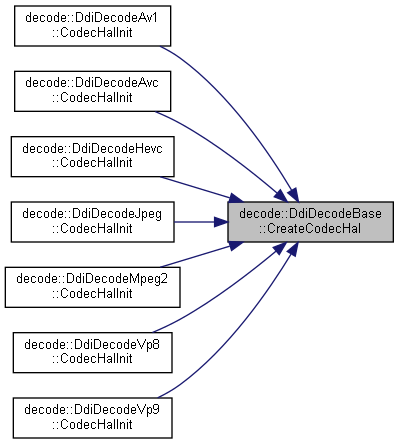 decode::DdiDecodeAv1
::CodecHalInit
decode::DdiDecodeAvc
::CodecHalInit
decode::DdiDecodeHevc
::CodecHalInit
decode::DdiDecodeJpeg
::CodecHalInit
decode::DdiDecodeMpeg2
::CodecHalInit
decode::DdiDecodeVp8
::CodecHalInit
decode::DdiDecodeVp9
::CodecHalInit
decode::DdiDecodeBase
::CreateCodecHal